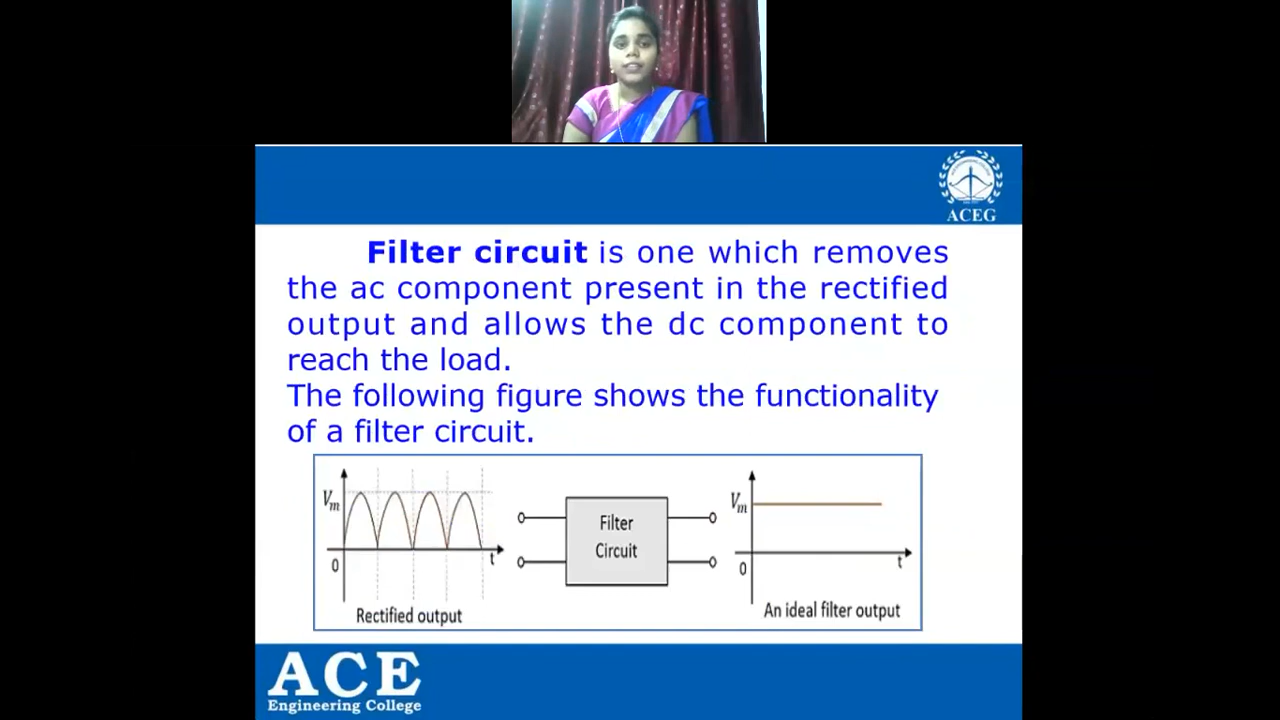 ACEG
Filter circuit is one which removes
the ac component present in the rectified
output and allows the dc component to
reach the load.
The following figure shows the functionality
of a filter circuit.
Vm
0
t
Rectified output
Filter
Circuit
Vm
0
t
An ideal filter output
ACE
Engineering College